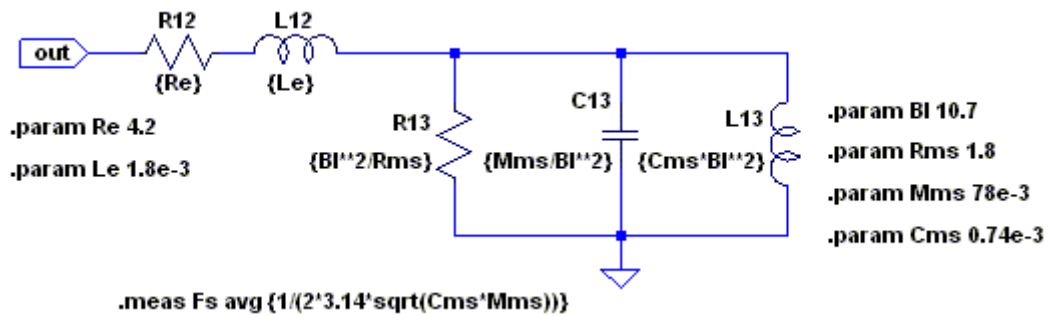 R12
L12
out
{Re}
{Le}
C13
.param Re 4.2
R13
L13
.param Bl 10.7
{Bl**2/Rms}
{Mms/Bl**2}
{Cms*Bl**2}
.param Rms 1.8
.param Le 1.8e-3
.param Mms 78e-3
.param Cms 0.74e-3
.meas Fs avg {1/(2*3.14*sqrt(Cms*Mms))}